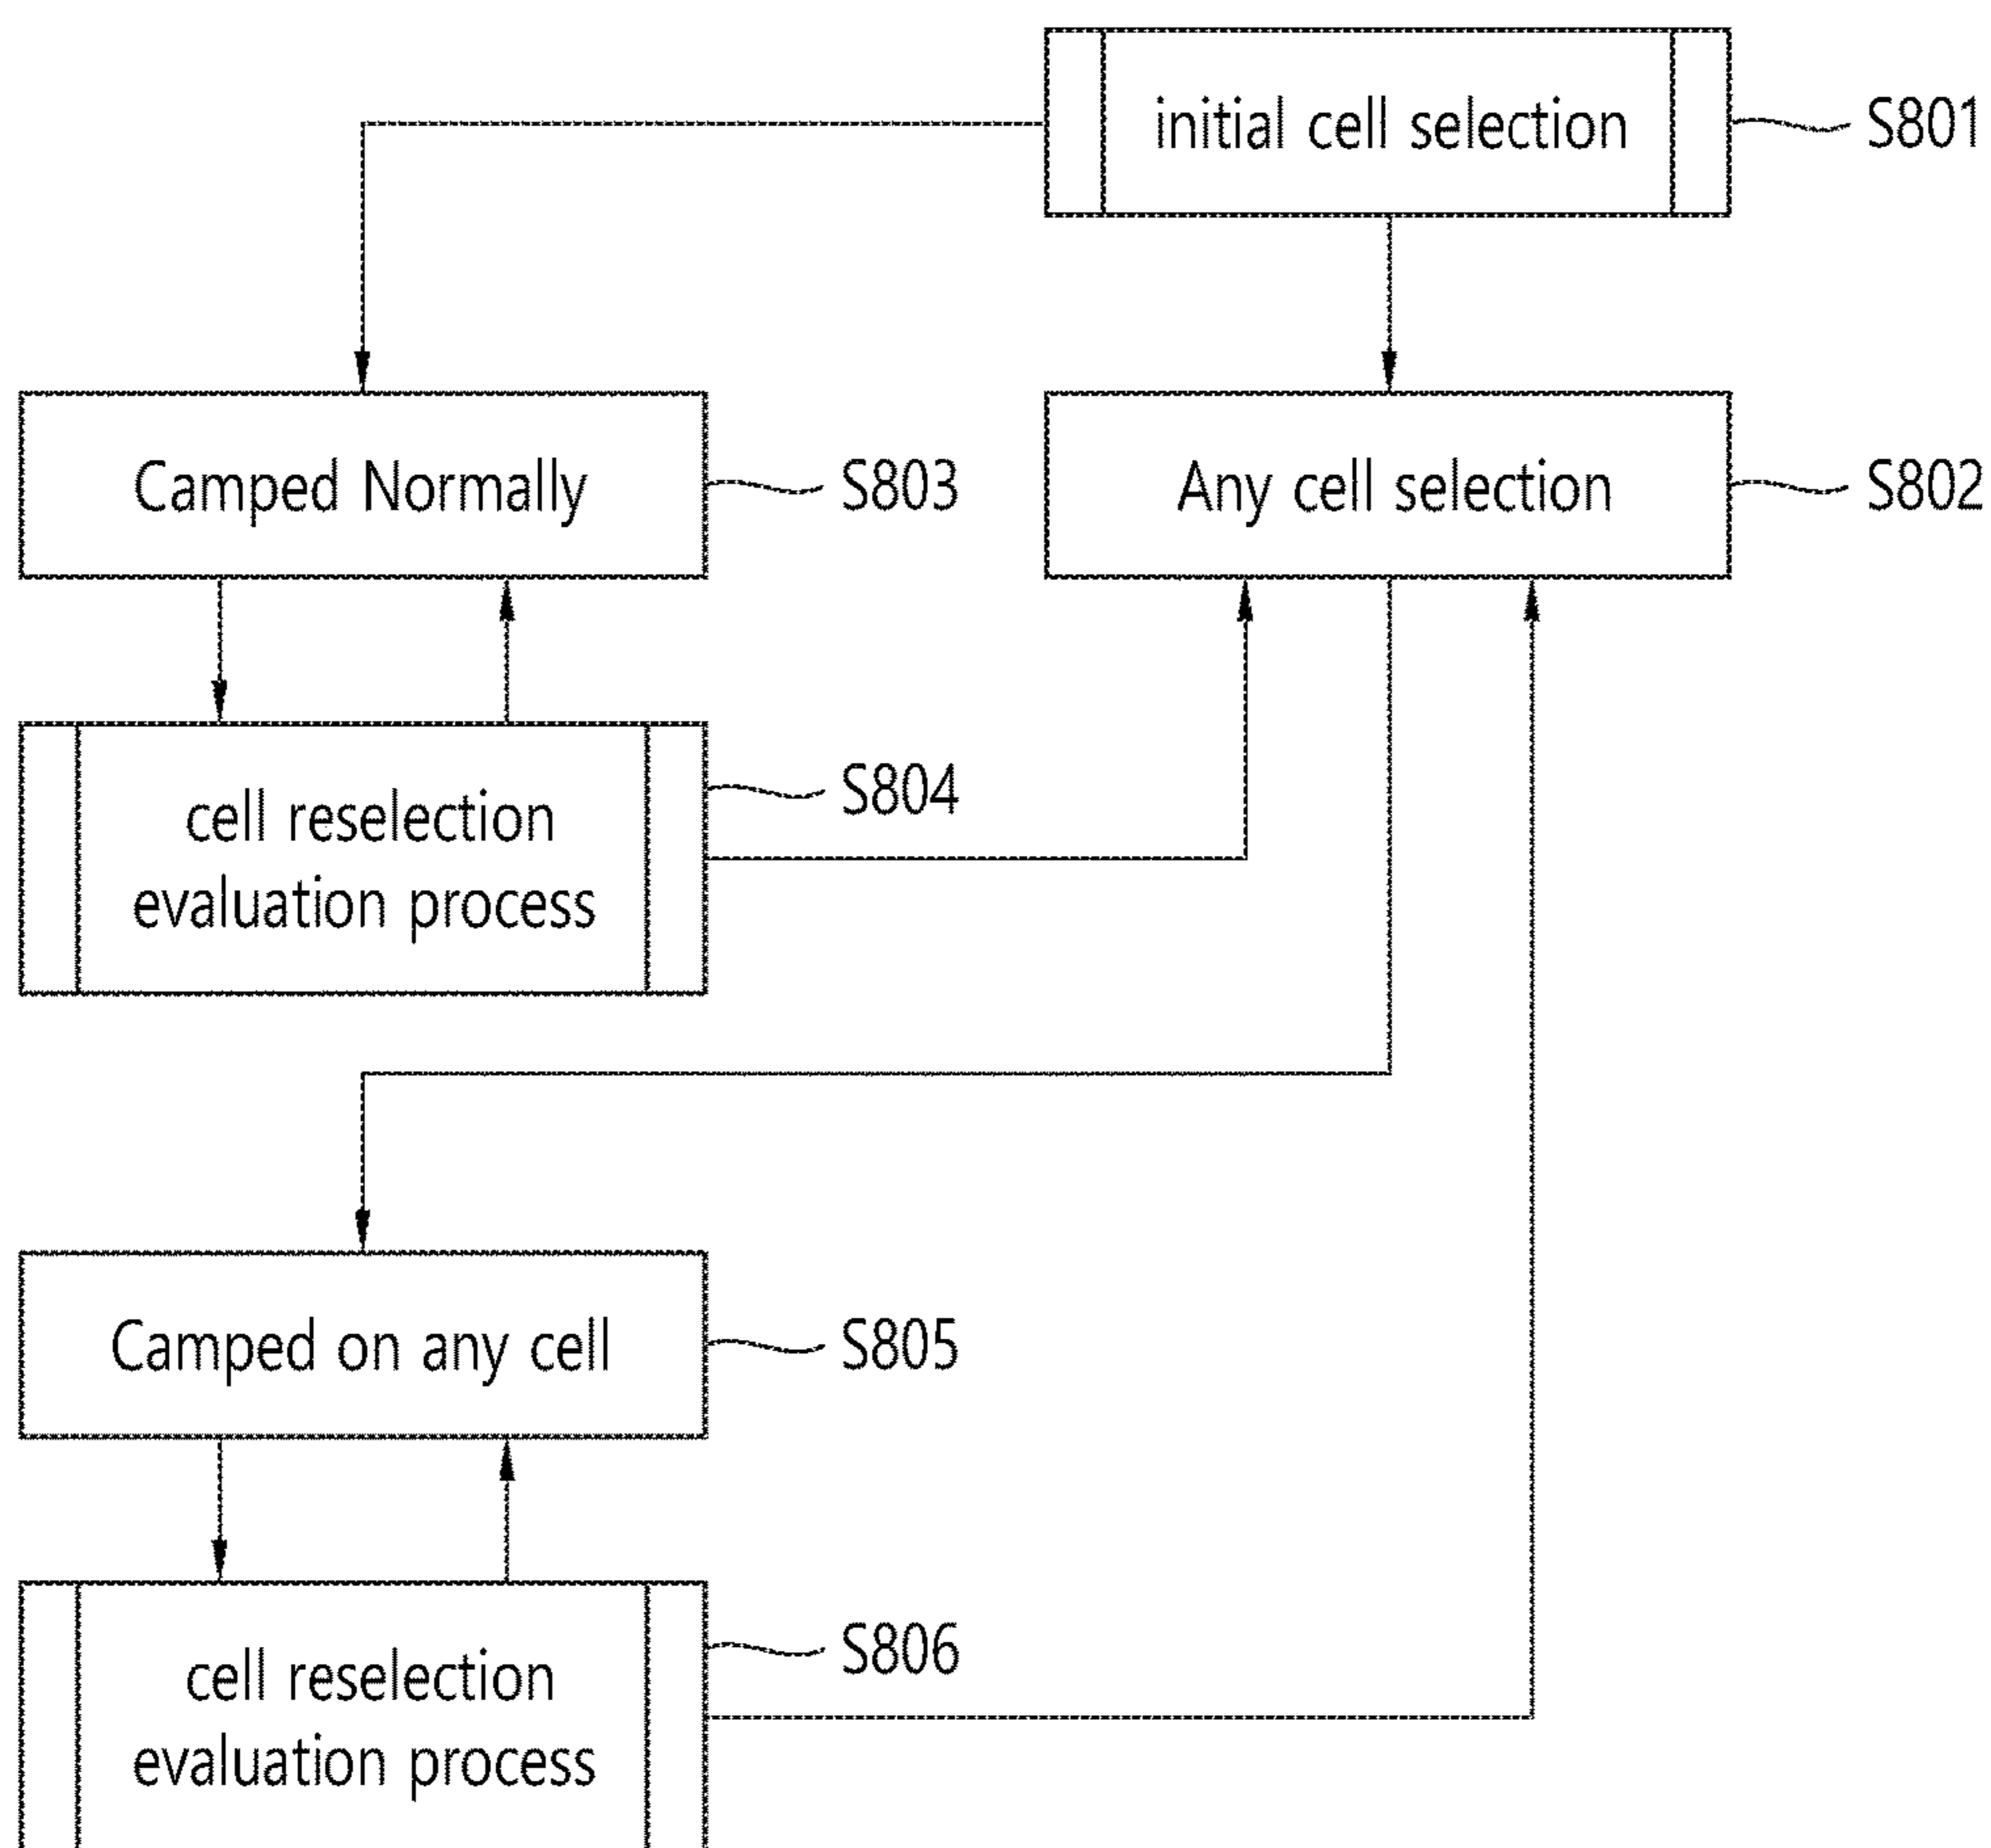 initial cell selection
S801
Camped Normally
S803
Any cell selection
S802
cell reselection
evaluation process
S804
Camped on any cell
S805
cell reselection
evaluation process
S806